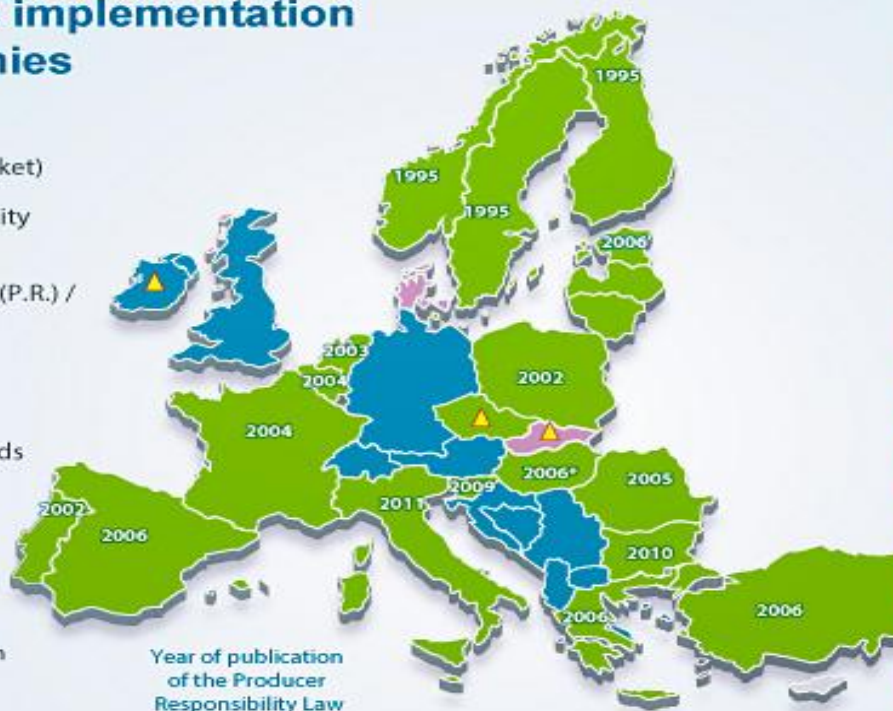 implementation
nies
ket)
ity
(P.R.) /
ds
n
1995
1995
1995
2006
2003
2004
2002
2004
2006*
2009
2005
2011
2002
2006
2010
2006
2006
Year of publication
of the Producer
Responsibility Law